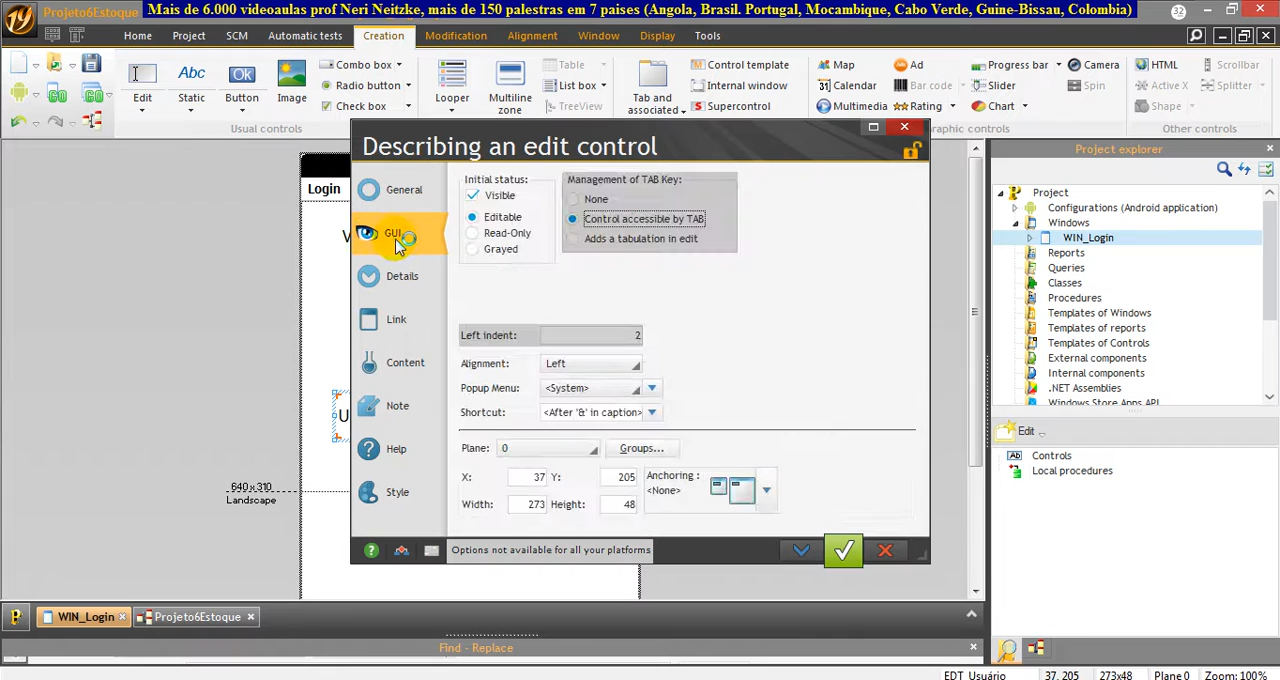 Projeto6Estoque
Mais de 6.000 videoaulas prof Neri Neitzke, mais de 150 palestras em 7 paises (Angola, Brasil. Portugal, Mocambique, Cabo Verde, Guine-Bissau, Colombia)
32
19
Home Project SCM Automatic tests Creation Modification Alignment Window Display Tools
GO GO
Edit
Abc
Static
Ok
Button
Image
Combo box
Radio button
Check box
Usual controls
Looper
Multiline zone
Table
List box
TreeView
Tab and associated
Control template
Internal window
Supercontrol
Map
Calendar
Multimedia
Ad
Bar code
Rating
Progress bar
Slider
Chart
Camera
Spin
graphic controls
HTML
Active X
Shape
Scrollbar
Splitter
Other controls
Describing an edit control
General
GUI
Details
Link
Content
Note
Help
Style
Initial status:
Visible
Editable
Read-Only
Grayed
Management of TAB Key:
None
Control accessible by TAB
Adds a tabulation in edit
Left indent: 2
Alignment: Left
Popup Menu: <System>
Shortcut: <After '&' in caption>
Plane: 0 Groups...
X: 37 Y: 205
Width: 273 Height: 48
Anchoring :
<None>
Options not available for all your platforms
Login
V
U
640 x 310
Landscape
Project explorer
Project
Configurations (Android application)
Windows
WIN_Login
Reports
Queries
Classes
Procedures
Templates of Windows
Templates of reports
Templates of Controls
External components
Internal components
.NET Assemblies
Windows Store Apps API
Edit
Controls
Local procedures
WIN_Login Projeto6Estoque
Find - Replace
EDT_Usuário 37, 205 273x48 Plane 0 Zoom: 100%